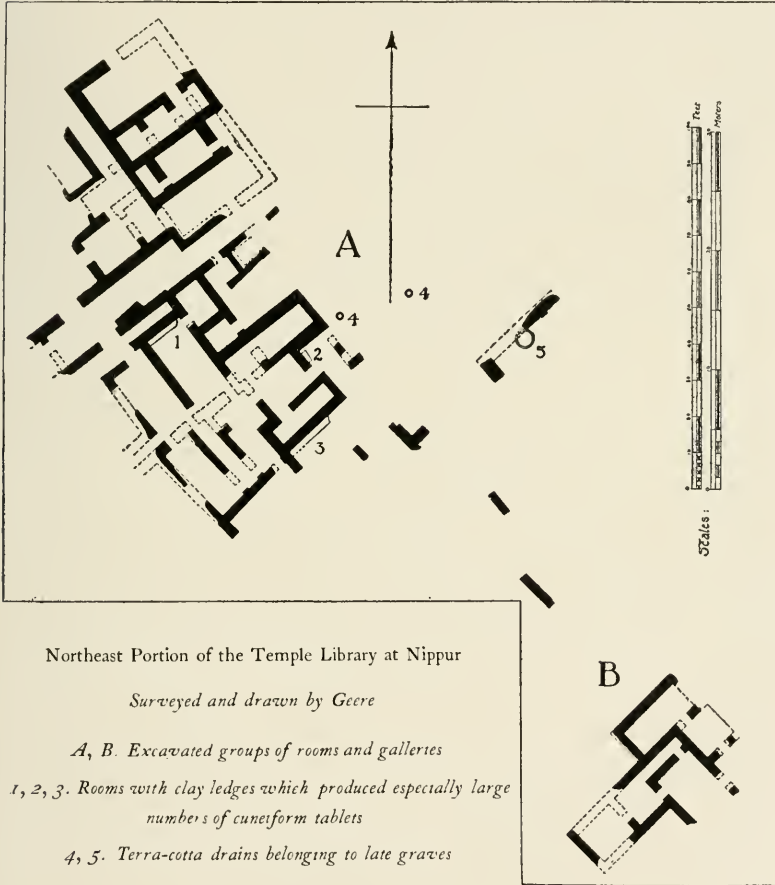 A
4
4
5
1
2
3
Feet
Meters
Scales:
B
Northeast Portion of the Temple Library at Nippur
Surveyed and drawn by Geere
A, B. Excavated groups of rooms and galleries
1, 2, 3. Rooms with clay ledges which produced especially large
numbers of cuneiform tablets
4, 5. Terra-cotta drains belonging to late graves